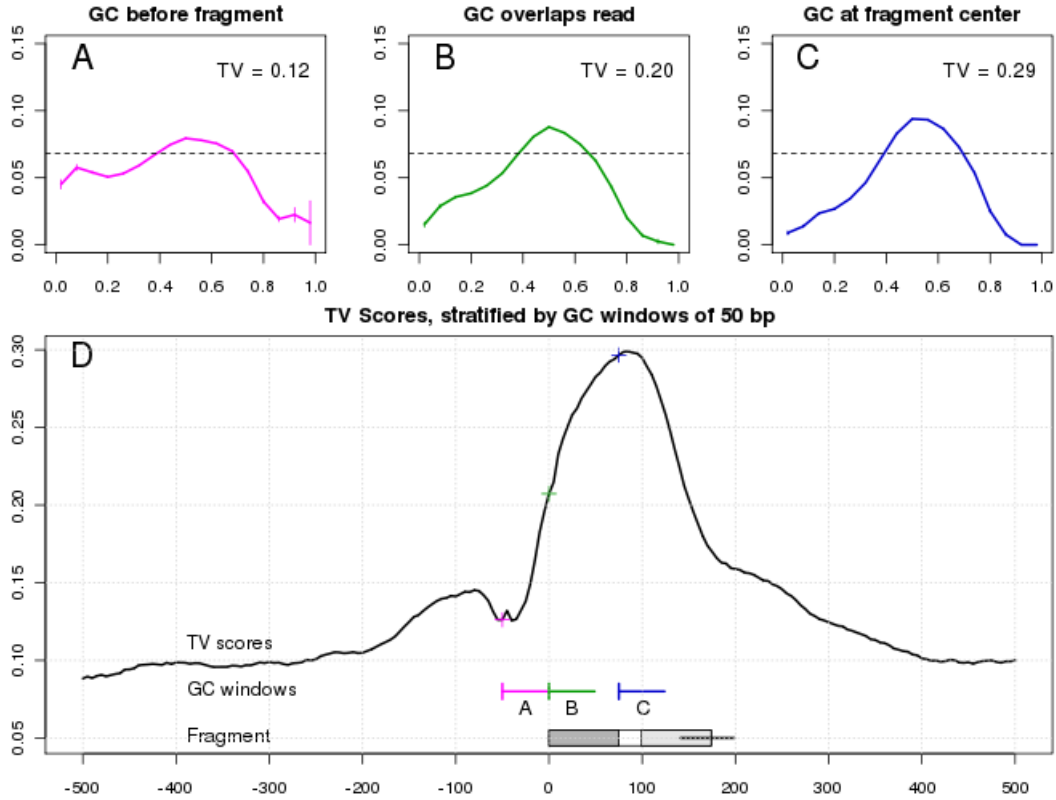 GC before fragment
GC overlaps read
GC at fragment center
A
TV = 0.12
B
TV = 0.20
C
TV = 0.29
0.15
0.10
0.05
0.00
0.15
0.10
0.05
0.00
0.15
0.10
0.05
0.00
0.0 0.2 0.4 0.6 0.8 1.0
0.0 0.2 0.4 0.6 0.8 1.0
0.0 0.2 0.4 0.6 0.8 1.0
TV Scores, stratified by GC windows of 50 bp
D
0.30
0.25
0.20
0.15
0.10
0.05
TV scores
GC windows
A B C
Fragment
-500 -400 -300 -200 -100 0 100 200 300 400 500